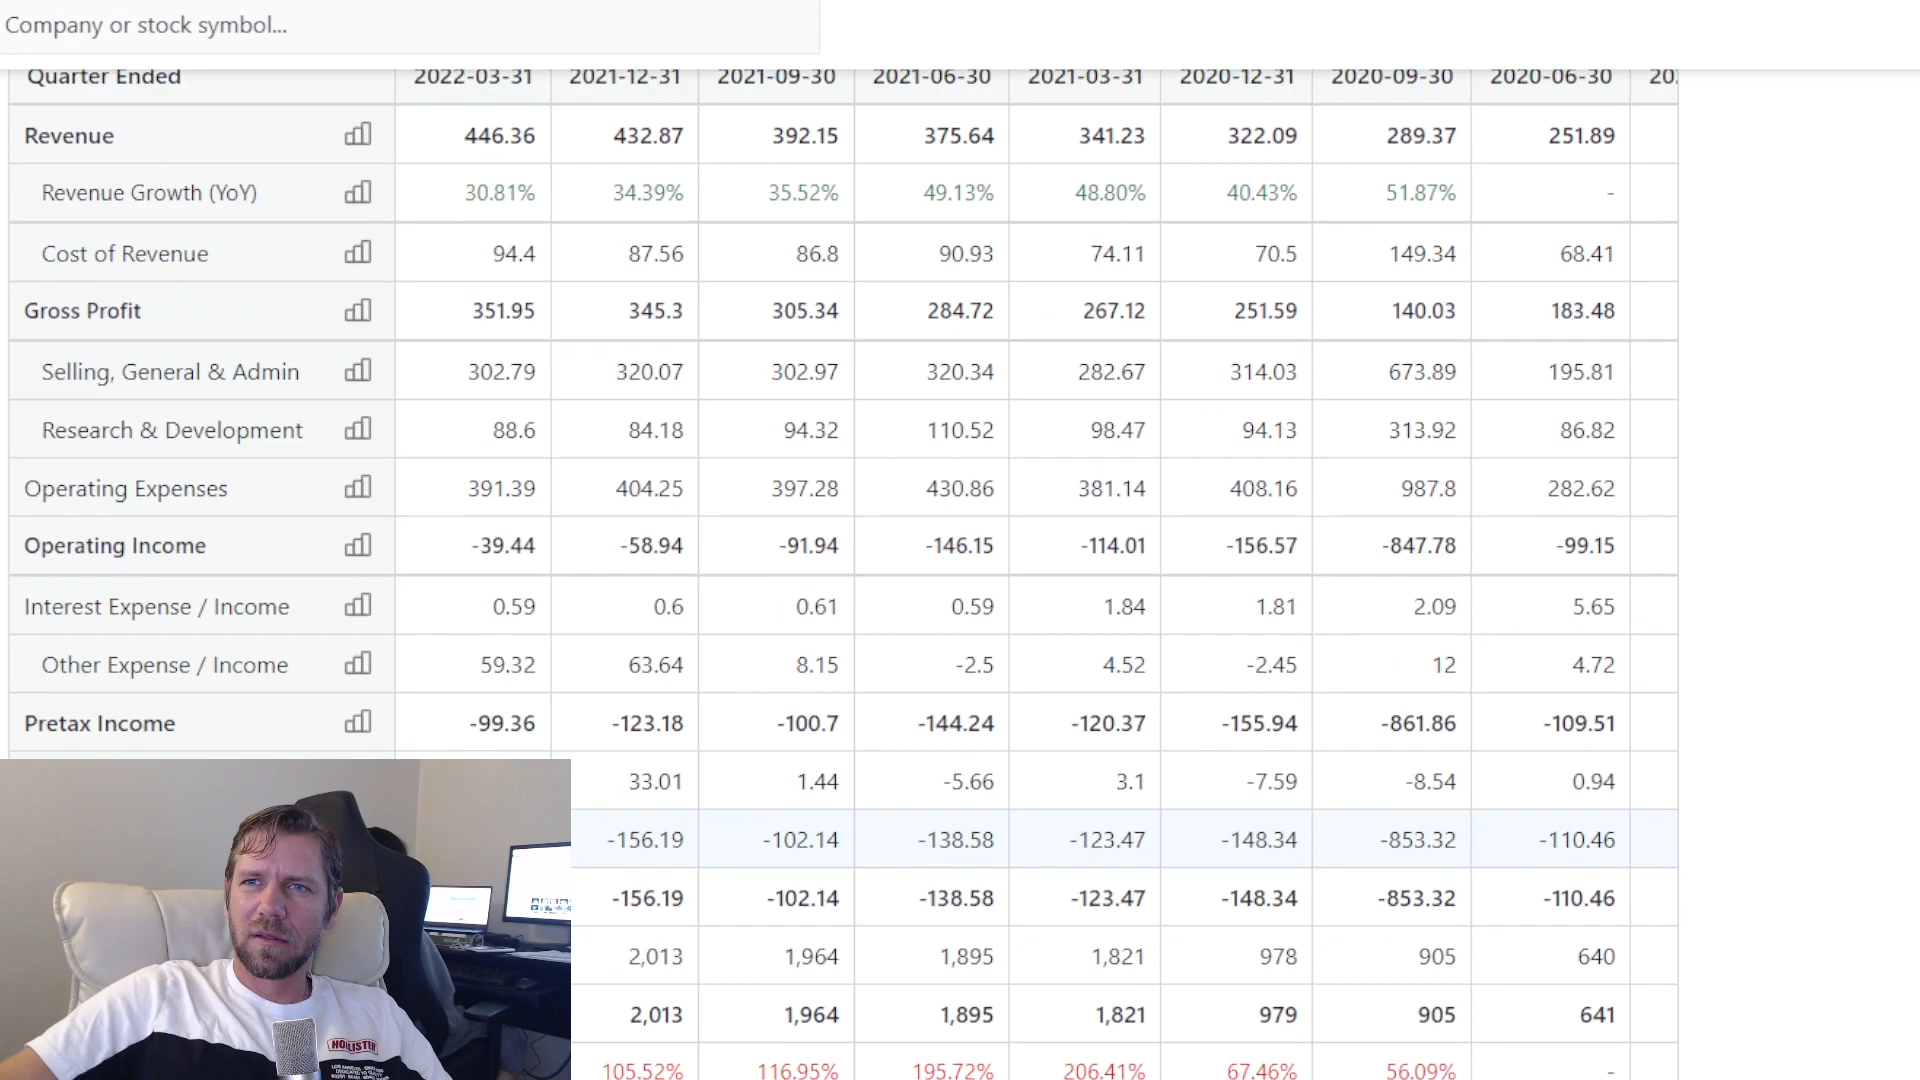 Company or stock symbol...
Quarter Ended 2022-03-31 2021-12-31 2021-09-30 2021-06-30 2021-03-31 2020-12-31 2020-09-30 2020-06-30 20
Revenue 446.36 432.87 392.15 375.64 341.23 322.09 289.37 251.89
Revenue Growth (YoY) 30.81% 34.39% 35.52% 49.13% 48.80% 40.43% 51.87% -
Cost of Revenue 94.4 87.56 86.8 90.93 74.11 70.5 149.34 68.41
Gross Profit 351.95 345.3 305.34 284.72 267.12 251.59 140.03 183.48
Selling, General & Admin 302.79 320.07 302.97 320.34 282.67 314.03 673.89 195.81
Research & Development 88.6 84.18 94.32 110.52 98.47 94.13 313.92 86.82
Operating Expenses 391.39 404.25 397.28 430.86 381.14 408.16 987.8 282.62
Operating Income -39.44 -58.94 -91.94 -146.15 -114.01 -156.57 -847.78 -99.15
Interest Expense / Income 0.59 0.6 0.61 0.59 1.84 1.81 2.09 5.65
Other Expense / Income 59.32 63.64 8.15 -2.5 4.52 -2.45 12 4.72
Pretax Income -99.36 -123.18 -100.7 -144.24 -120.37 -155.94 -861.86 -109.51
33.01 1.44 -5.66 3.1 -7.59 -8.54 0.94
-156.19 -102.14 -138.58 -123.47 -148.34 -853.32 -110.46
-156.19 -102.14 -138.58 -123.47 -148.34 -853.32 -110.46
2,013 1,964 1,895 1,821 978 905 640
2,013 1,964 1,895 1,821 979 905 641
105.52% 116.95% 195.72% 206.41% 67.46% 56.09% -
HOLLISTER